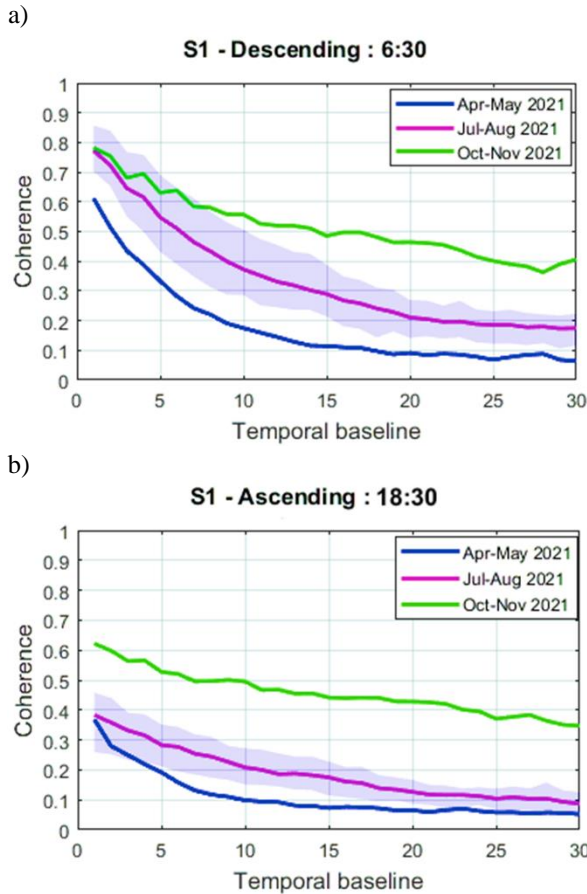 a)
S1 - Descending : 6:30
1
0.9
0.8
0.7
0.6
0.5
0.4
0.3
0.2
0.1
0
Coherence
Apr-May 2021
Jul-Aug 2021
Oct-Nov 2021
0 5 10 15 20 25 30
Temporal baseline
b)
S1 - Ascending : 18:30
1
0.9
0.8
0.7
0.6
0.5
0.4
0.3
0.2
0.1
0
Coherence
Apr-May 2021
Jul-Aug 2021
Oct-Nov 2021
0 5 10 15 20 25 30
Temporal baseline